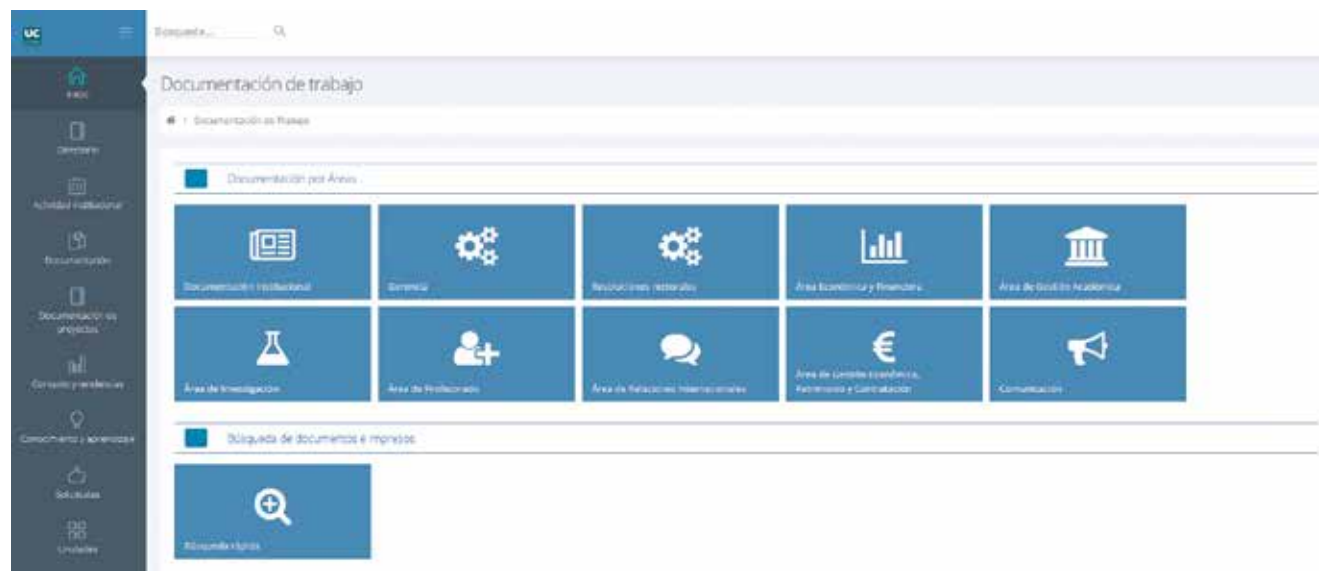 UC
Búsqueda...
Documentación de trabajo
Documentación de Trabajo
Inicio
Directorio
Actividad institucional
Documentación
Documentación de
proyectos
Consulta y tendencias
Conocimiento y aprendizaje
Solicitudes
Unidades
Documentación por Áreas
Documentación Institucional
Gerencia
Resoluciones rectorales
Área Económica y Financiera
Área de Gestión Académica
Área de Investigación
Área de Profesorado
Área de Relaciones Internacionales
Área de Gestión Económica,
Patrimonio y Contratación
Comunicación
Búsqueda de documentos e impresos
Búsqueda rápida